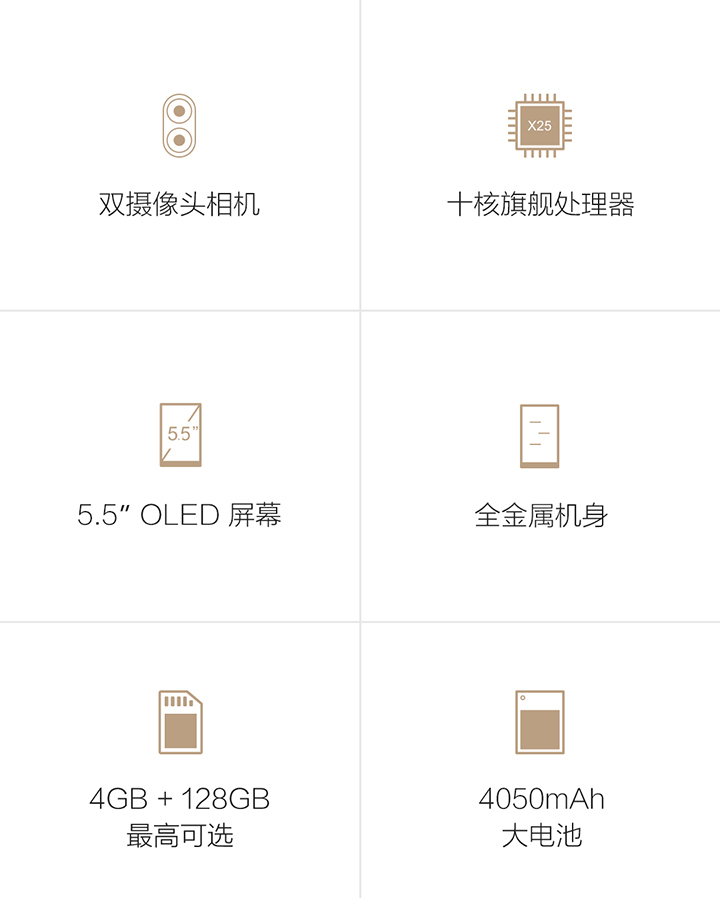 X25
双摄像头相机
十核旗舰处理器
5.5”
5.5” OLED 屏幕
全金属机身
4GB + 128GB
最高可选
4050mAh
大电池